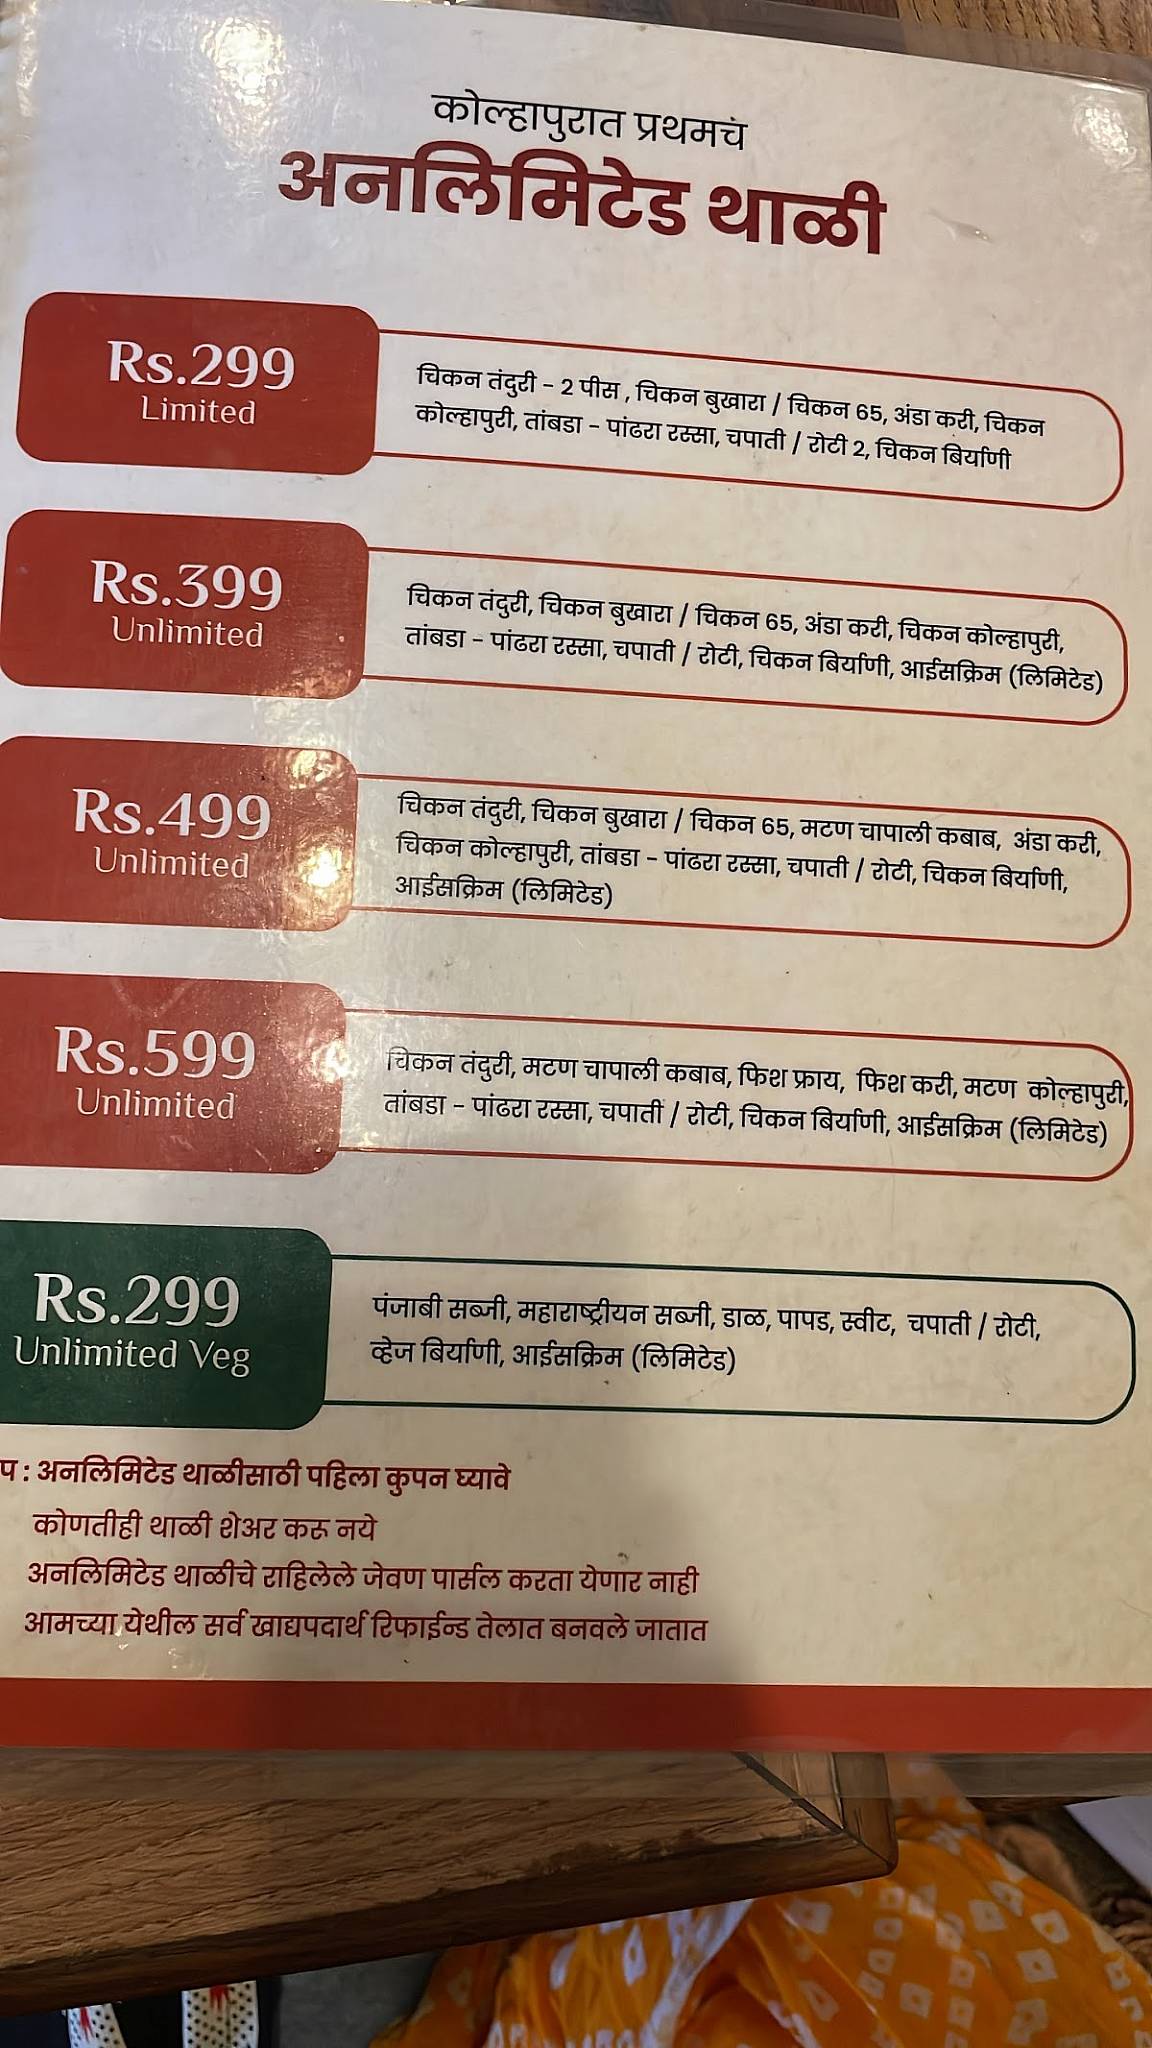 कोल्हापुरात प्रथमचं
अनलिमिटेड थाळी
Rs.299
Limited
चिकन तंदुरी - 2 पीस , चिकन बुखारा / चिकन 65, अंडा करी, चिकन
कोल्हापुरी, तांबडा - पांढरा रस्सा, चपाती / रोटी 2, चिकन बिर्याणी
Rs.399
Unlimited
चिकन तंदुरी, चिकन बुखारा / चिकन 65, अंडा करी, चिकन कोल्हापुरी,
तांबडा - पांढरा रस्सा, चपाती / रोटी, चिकन बिर्याणी, आईसक्रिम (लिमिटेड)
Rs.499
Unlimited
चिकन तंदुरी, चिकन बुखारा / चिकन 65, मटण चापाली कबाब, अंडा करी,
चिकन कोल्हापुरी, तांबडा - पांढरा रस्सा, चपाती / रोटी, चिकन बिर्याणी,
आईसक्रिम (लिमिटेड)
Rs.599
Unlimited
चिकन तंदुरी, मटण चापाली कबाब, फिश फ्राय, फिश करी, मटण कोल्हापुरी,
तांबडा - पांढरा रस्सा, चपाती / रोटी, चिकन बिर्याणी, आईसक्रिम (लिमिटेड)
Rs.299
Unlimited Veg
पंजाबी सब्जी, महाराष्ट्रीयन सब्जी, डाळ, पापड, स्वीट, चपाती / रोटी,
व्हेज बिर्याणी, आईसक्रिम (लिमिटेड)
प : अनलिमिटेड थाळीसाठी पहिला कुपन घ्यावे
कोणतीही थाळी शेअर करू नये
अनलिमिटेड थाळीचे राहिलेले जेवण पार्सल करता येणार नाही
आमच्या येथील सर्व खाद्यपदार्थ रिफाईन्ड तेलात बनवले जातात